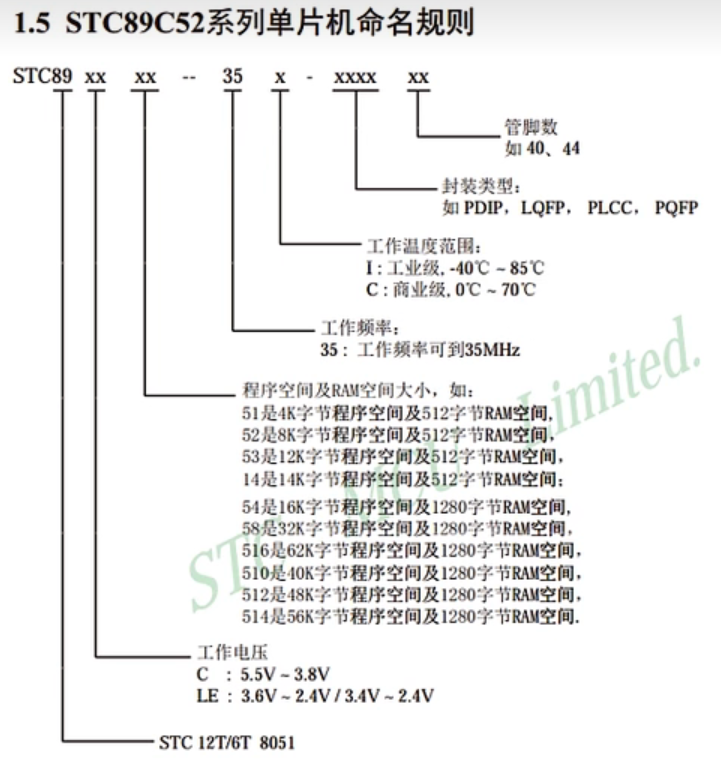 1.5 STC89C52系列单片机命名规则
STC89 xx xx -- 35 x - xxxx xx
管脚数
如 40、44
封装类型:
如 PDIP, LQFP, PLCC, PQFP
工作温度范围:
I : 工业级, -40℃ ~ 85℃
C : 商业级, 0℃ ~ 70℃
工作频率:
35 : 工作频率可到35MHz
程序空间及RAM空间大小, 如:
51是4K字节程序空间及512字节RAM空间,
52是8K字节程序空间及512字节RAM空间,
53是12K字节程序空间及512字节RAM空间,
14是14K字节程序空间及512字节RAM空间;
54是16K字节程序空间及1280字节RAM空间,
58是32K字节程序空间及1280字节RAM空间,
516是62K字节程序空间及1280字节RAM空间,
510是40K字节程序空间及1280字节RAM空间,
512是48K字节程序空间及1280字节RAM空间,
514是56K字节程序空间及1280字节RAM空间.
工作电压
C : 5.5V ~ 3.8V
LE : 3.6V ~ 2.4V / 3.4V ~ 2.4V
STC 12T/6T 8051
STC MCU Limited.